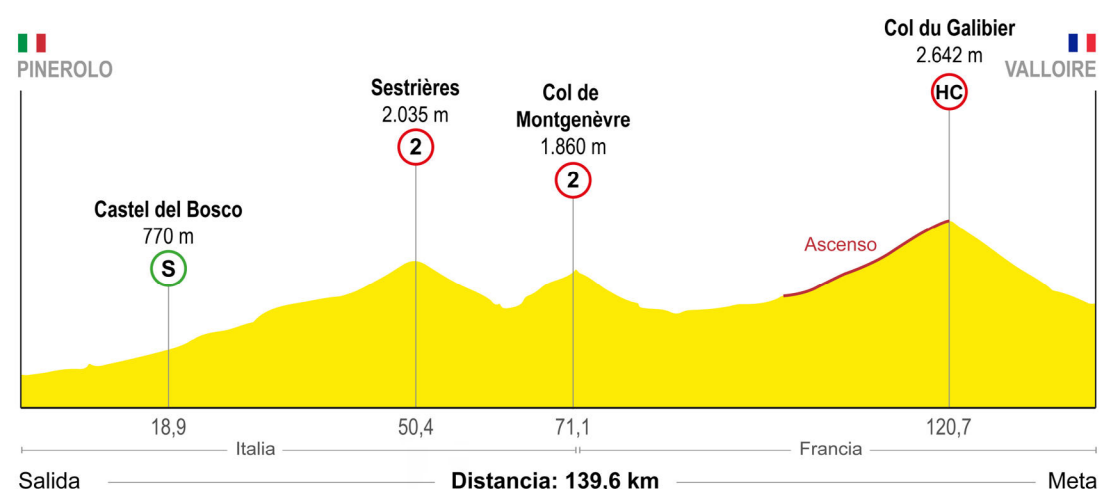 PINEROLO
Castel del Bosco
770 m
S
Sestrières
2.035 m
2
Col de
Montgenèvre
1.860 m
2
Ascenso
Col du Galibier
2.642 m
HC
VALLOIRE
18,9
50,4
71,1
120,7
Italia
Francia
Salida
Distancia: 139,6 km
Meta